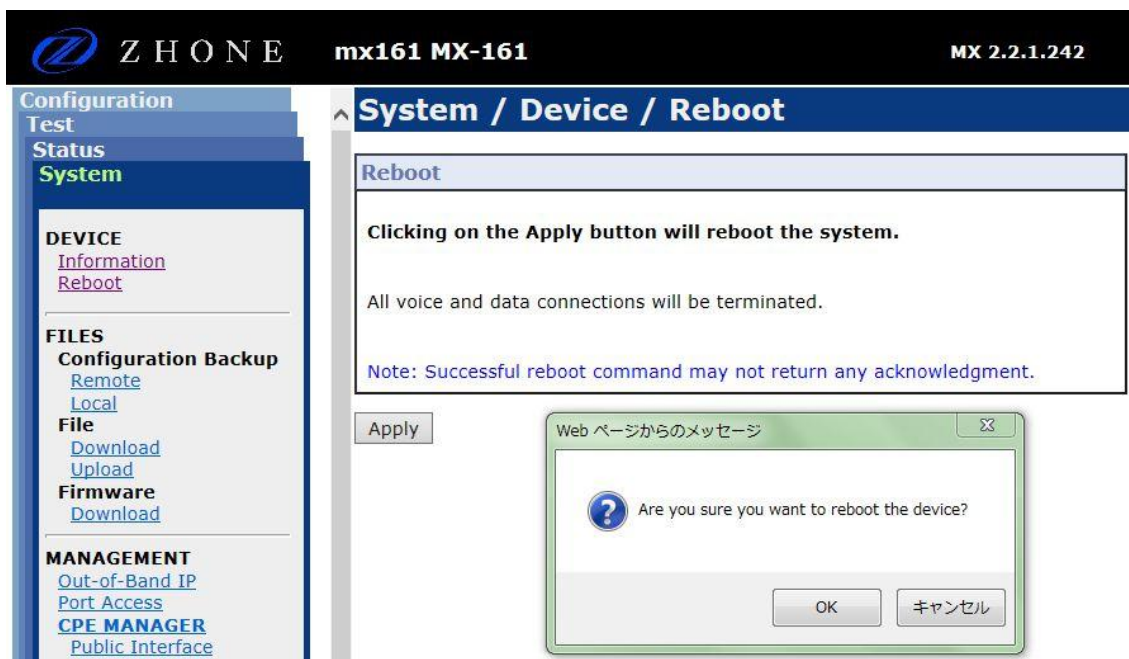 ZHONE
mx161 MX-161
MX 2.2.1.242
Configuration
Test
Status
System
DEVICE
Information
Reboot
FILES
Configuration Backup
Remote
Local
File
Download
Upload
Firmware
Download
MANAGEMENT
Out-of-Band IP
Port Access
CPE MANAGER
Public Interface
System / Device / Reboot
Reboot
Clicking on the Apply button will reboot the system.
All voice and data connections will be terminated.
Note: Successful reboot command may not return any acknowledgment.
Apply
Web ページからのメッセージ
Are you sure you want to reboot the device?
OK
キャンセル